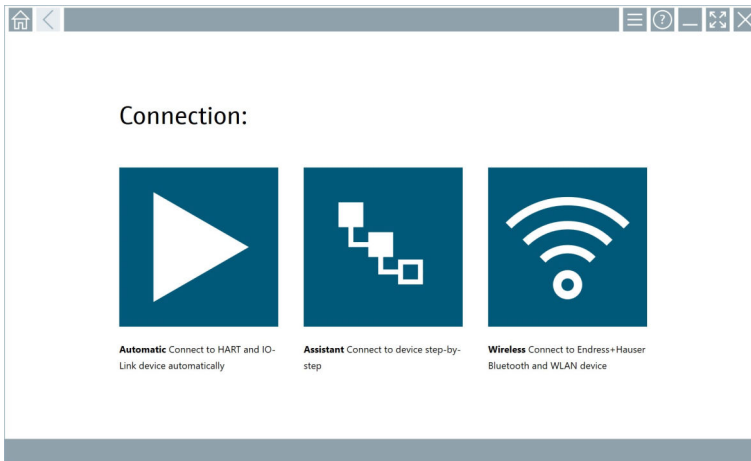 Connection:
Automatic Connect to HART and IO-
Link device automatically
Assistant Connect to device step-by-
step
Wireless Connect to Endress+Hauser
Bluetooth and WLAN device